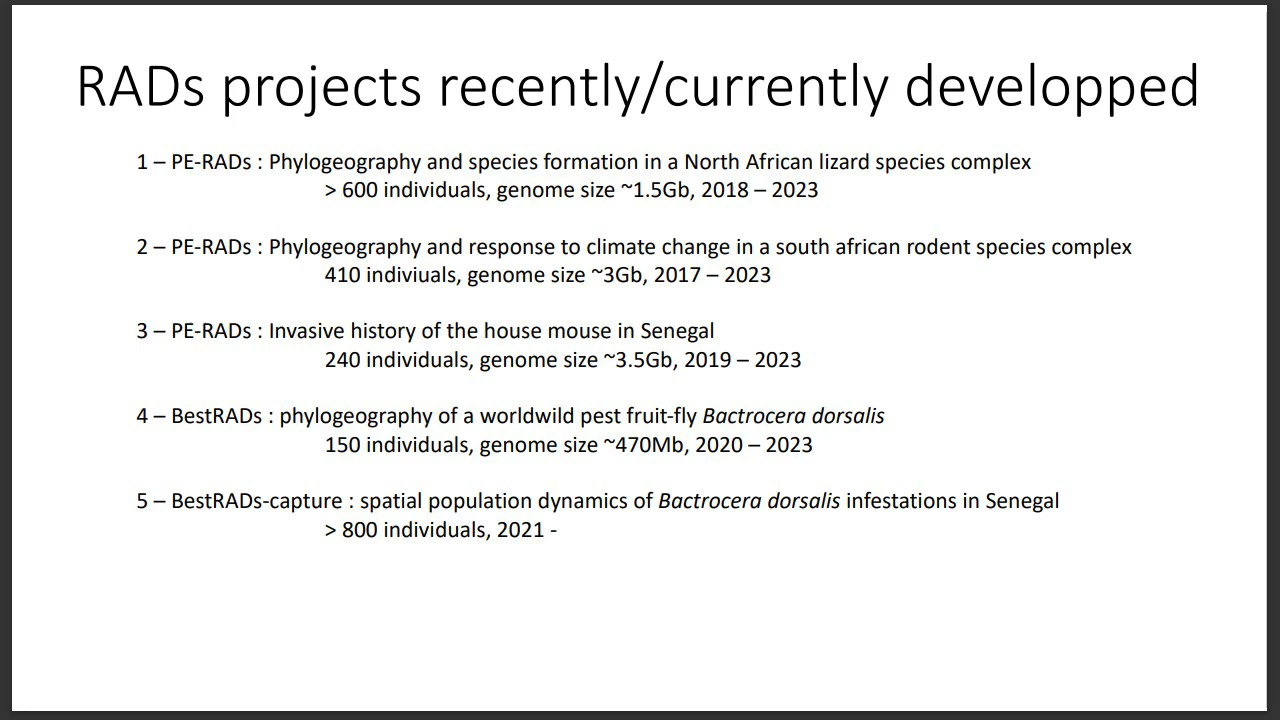 RADs projects recently/currently developped
1 – PE-RADs : Phylogeography and species formation in a North African lizard species complex
> 600 individuals, genome size ~1.5Gb, 2018 – 2023
2 – PE-RADs : Phylogeography and response to climate change in a south african rodent species complex
410 indiviuals, genome size ~3Gb, 2017 – 2023
3 – PE-RADs : Invasive history of the house mouse in Senegal
240 individuals, genome size ~3.5Gb, 2019 – 2023
4 – BestRADs : phylogeography of a worldwild pest fruit-fly Bactrocera dorsalis
150 individuals, genome size ~470Mb, 2020 – 2023
5 – BestRADs-capture : spatial population dynamics of Bactrocera dorsalis infestations in Senegal
> 800 individuals, 2021 -